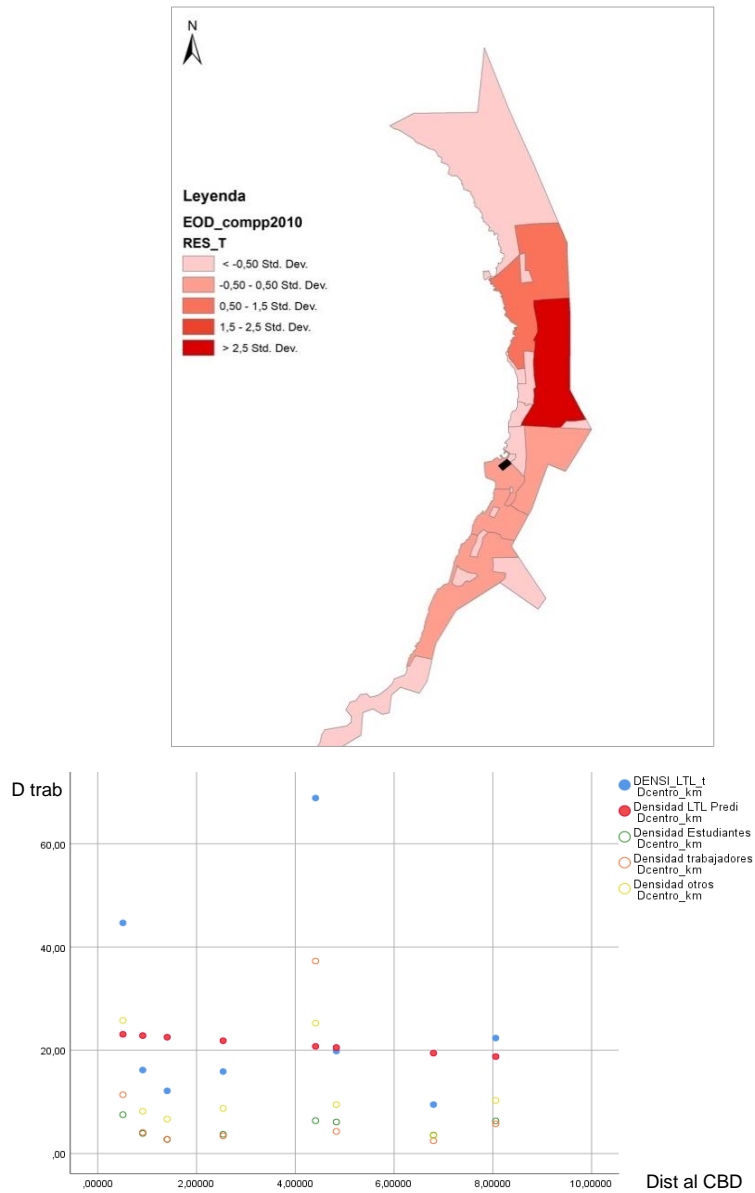 N
Leyenda
EOD_compp2010
RES_T
< -0,50 Std. Dev.
-0,50 - 0,50 Std. Dev.
0,50 - 1,5 Std. Dev.
1,5 - 2,5 Std. Dev.
> 2,5 Std. Dev.
D trab
60,00
40,00
20,00
,00
,00000
2,00000
4,00000
6,00000
8,00000
10,00000
Dist al CBD
DENSI_LTL_t
Dcentro_km
Densidad LTL Predi
Dcentro_km
Densidad Estudiantes
Dcentro_km
Densidad trabajadores
Dcentro_km
Densidad otros
Dcentro_km